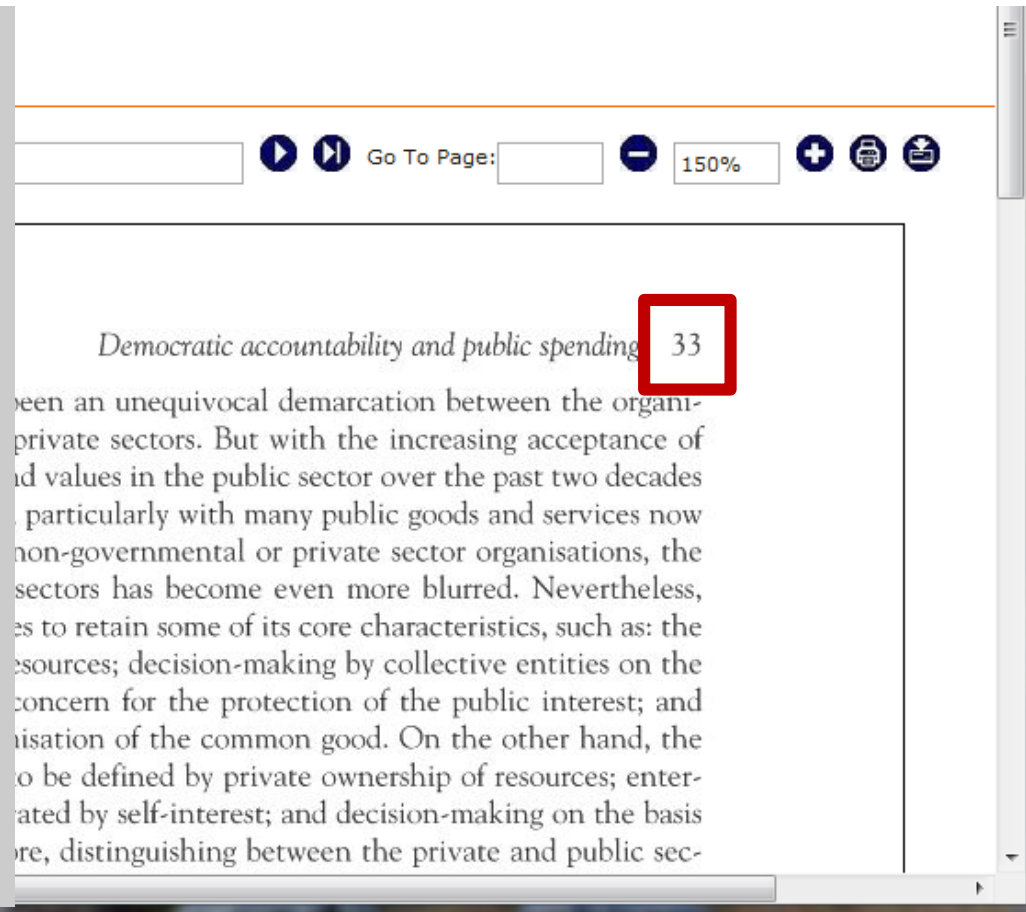 Go To Page:
150%
Democratic accountability and public spending 33
been an unequivocal demarcation between the organi-
private sectors. But with the increasing acceptance of
values in the public sector over the past two decades
particularly with many public goods and services now
non-governmental or private sector organisations, the
sectors has become even more blurred. Nevertheless,
to retain some of its core characteristics, such as: the
decision-making by collective entities on the
concern for the protection of the public interest; and
of the common good. On the other hand, the
to be defined by private ownership of resources; enter-
by self-interest; and decision-making on the basis
distinguishing between the private and public sec-